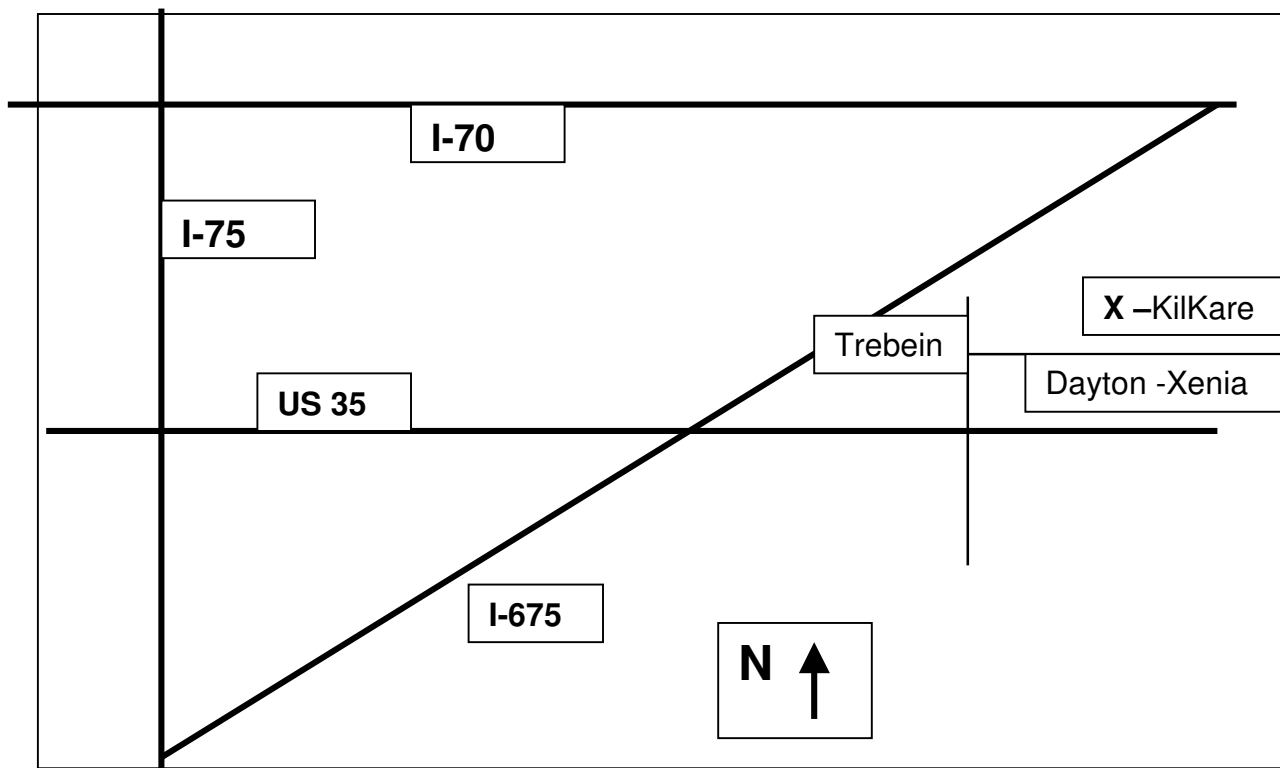 I-70
I-75
X –KilKare
Trebein
Dayton -Xenia
US 35
I-675
N